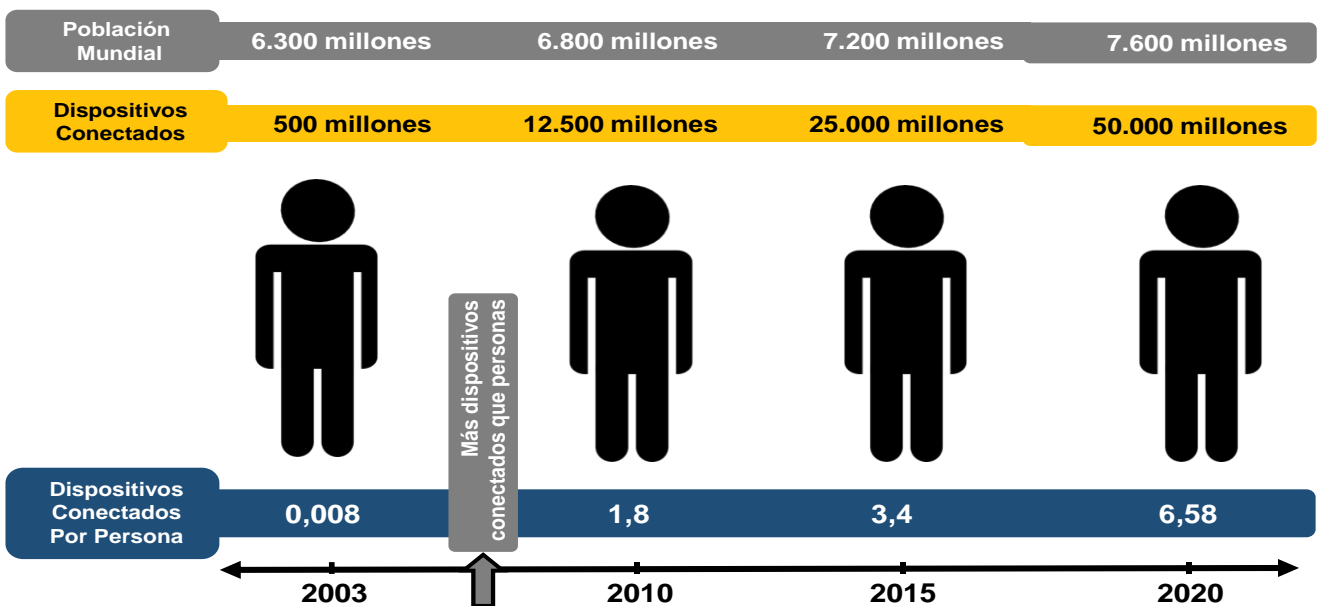 Población
Mundial
6.300 millones
6.800 millones
7.200 millones
7.600 millones
Dispositivos
Conectados
500 millones
12.500 millones
25.000 millones
50.000 millones
Más dispositivos
conectados que personas
Dispositivos
Conectados
Por Persona
0,008
1,8
3,4
6,58
2003
2010
2015
2020